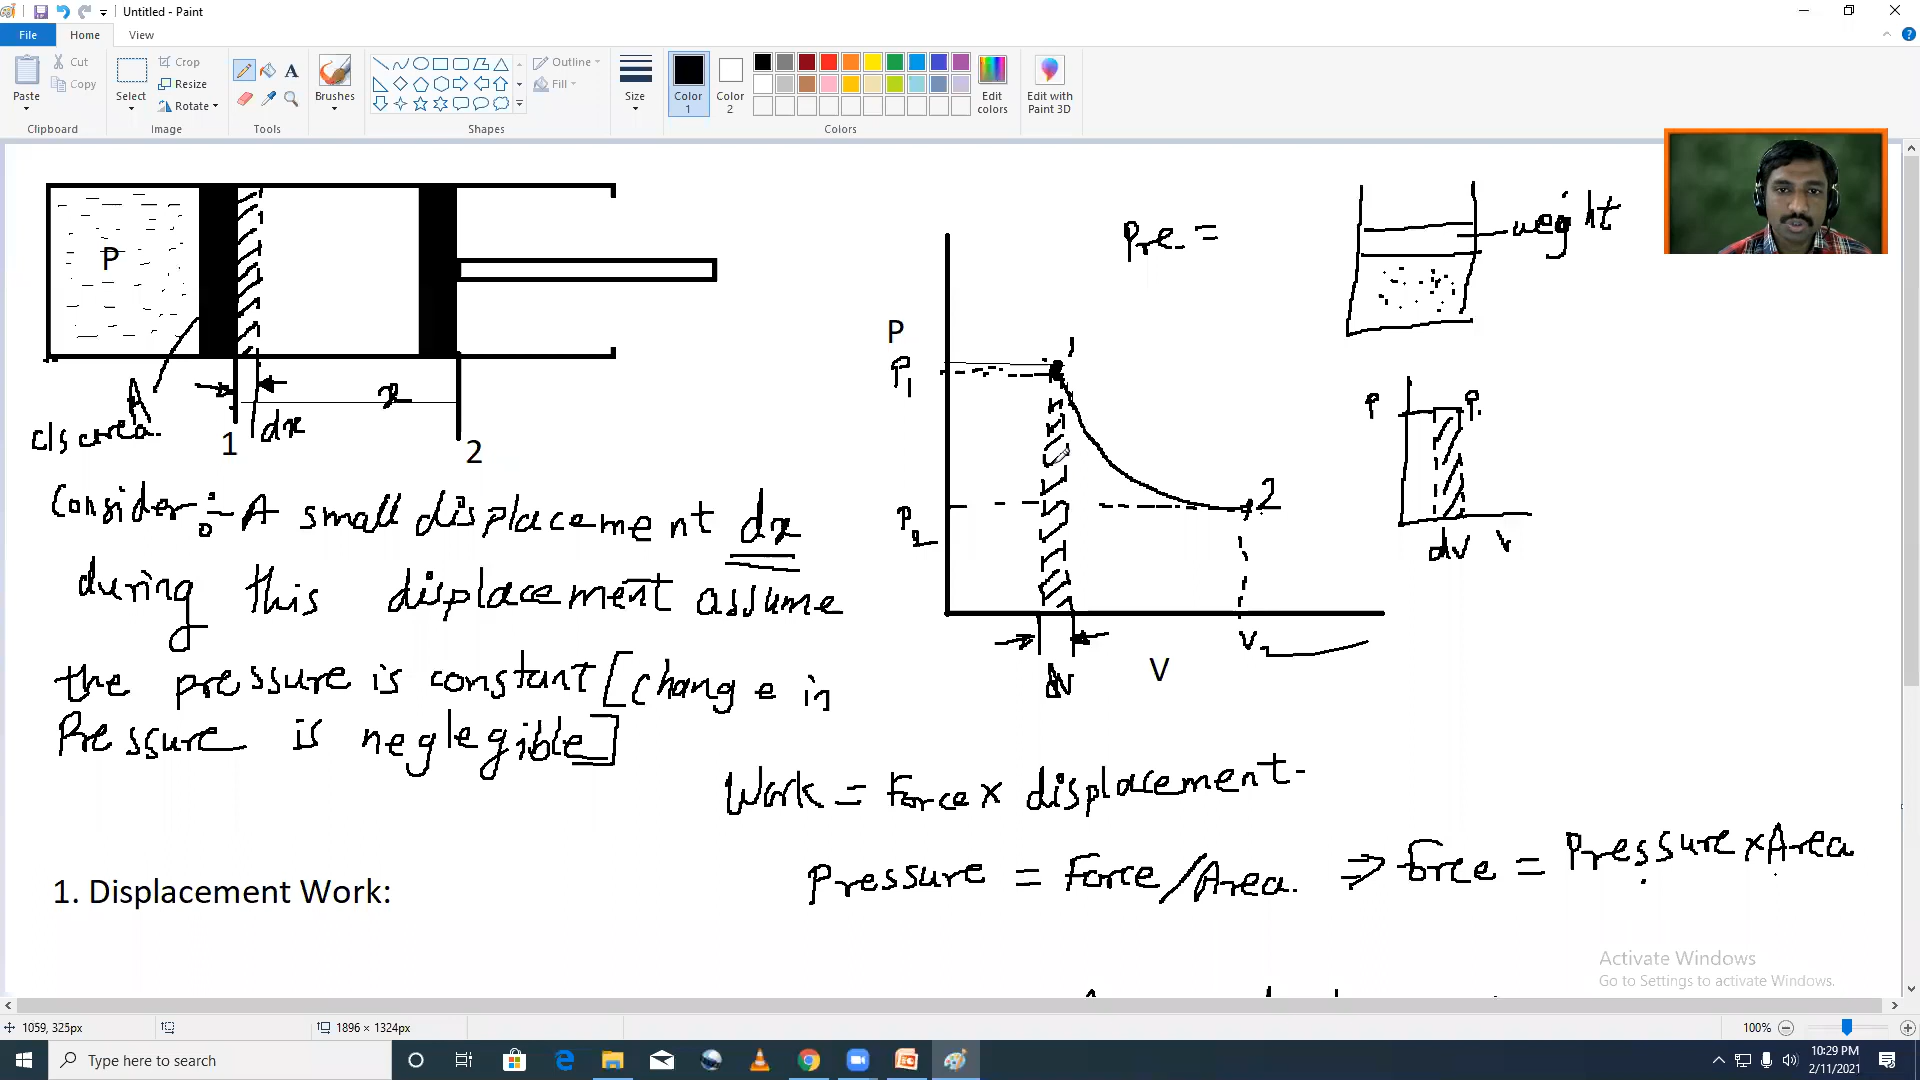 Untitled - Paint
File
Home
View
Paste
Cut
Copy
Clipboard
Select
Crop
Resize
Rotate
Image
Tools
Brushes
Shapes
Outline
Fill
Size
Color 1
Color 2
Colors
Edit colors
Edit with Paint 3D
P
A
c/s area.
1
dx
x
2
Consider :- A small displacement dx
during this displacement assume
the pressure is constant [change in
Pressure is neglegible]
1. Displacement Work:
Pre. =
weight
P
P1
1
P2
2
dv
V2
V
P
P1
dv v
Work = Force x displacement
Pressure = Force/Area. => Force = Pressure x Area
Activate Windows
Go to Settings to activate Windows.
1059, 325px
1896 × 1324px
100%
Type here to search
10:29 PM
2/11/2021